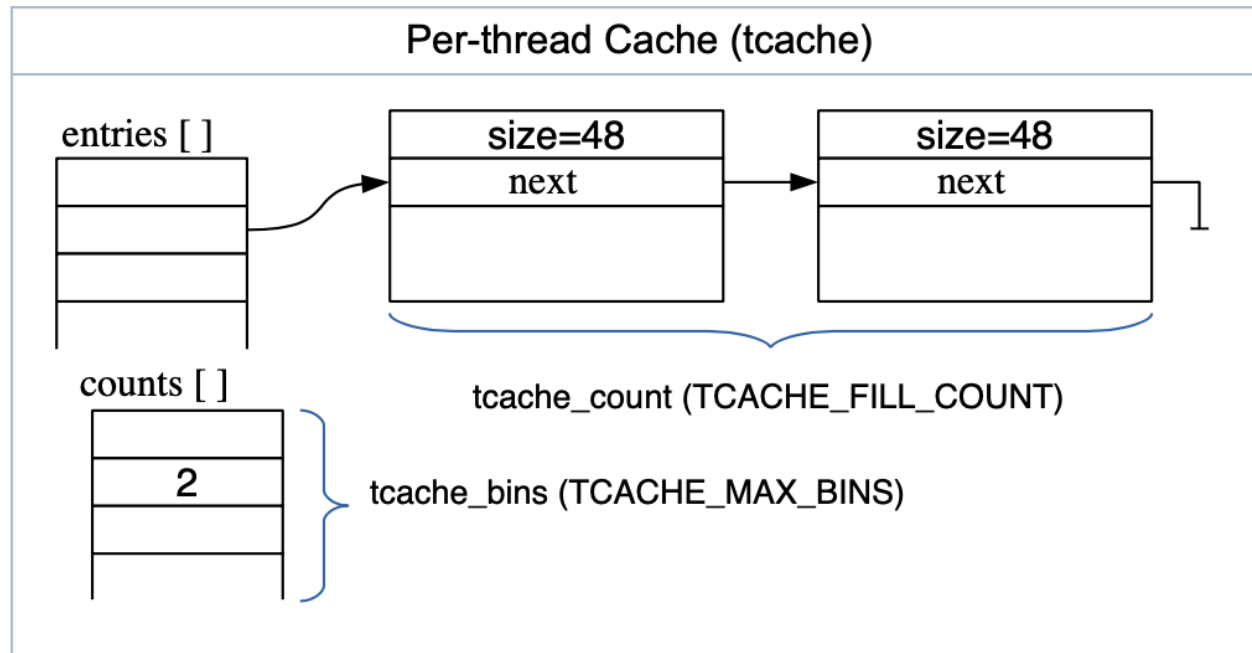 Per-thread Cache (tcache)
entries [ ]
size=48
size=48
next
next
counts [ ]
tcache_count (TCACHE_FILL_COUNT)
2
tcache_bins (TCACHE_MAX_BINS)